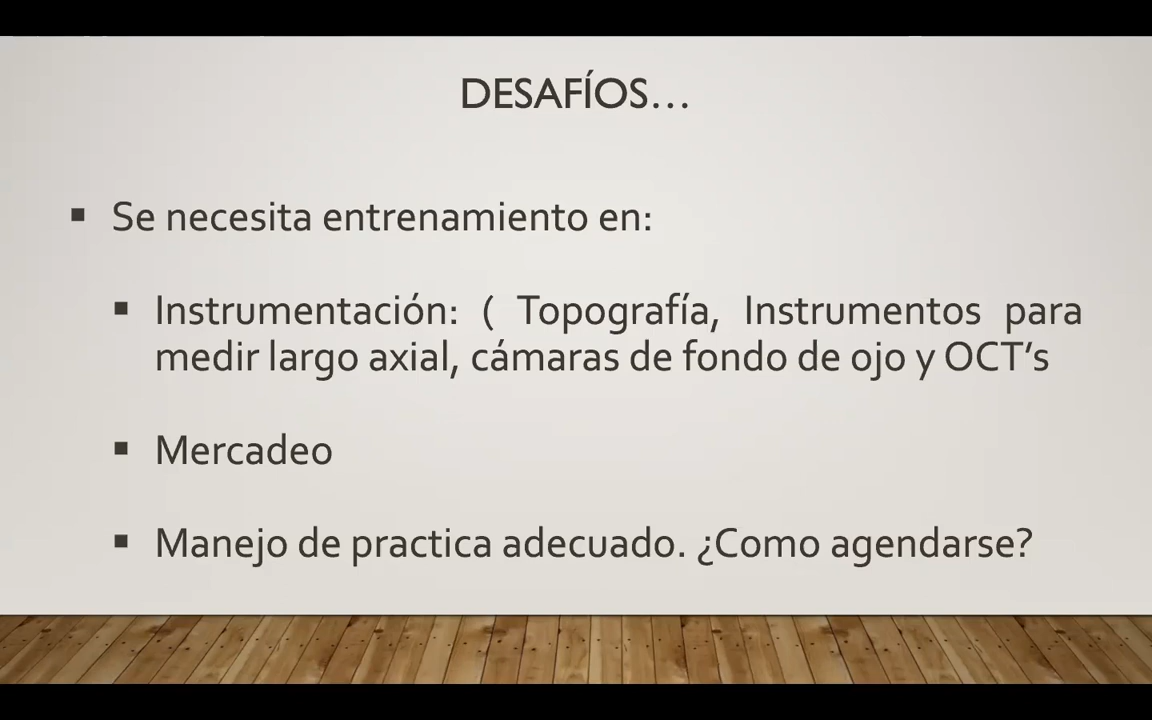 DESAFÍOS...
▪ Se necesita entrenamiento en:
▪ Instrumentación: ( Topografía, Instrumentos para
medir largo axial, cámaras de fondo de ojo y OCT's
▪ Mercadeo
▪ Manejo de practica adecuado. ¿Como agendarse?